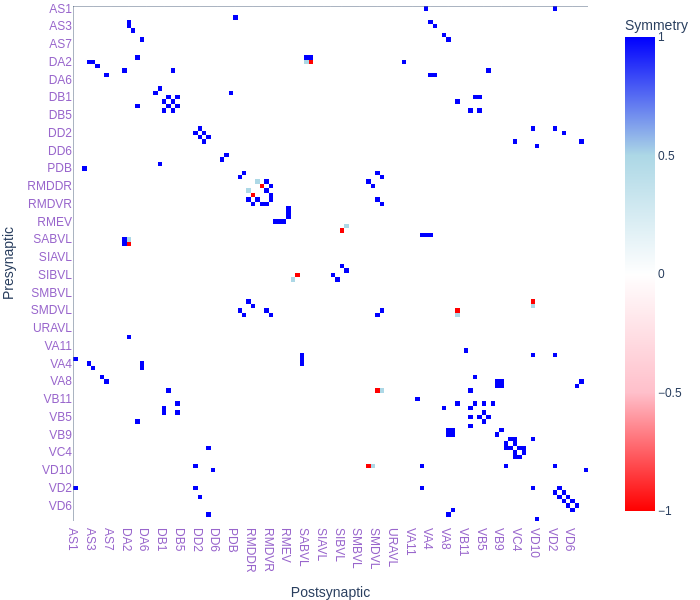 Symmetry
1
0.5
0
−0.5
−1
Presynaptic
AS1
AS3
AS7
DA2
DA6
DB1
DB5
DD2
DD6
PDB
RMDDR
RMDVR
RMEV
SABVL
SIAVL
SIBVL
SMBVL
SMDVL
URAVL
VA11
VA4
VA8
VB11
VB5
VB9
VC4
VD10
VD2
VD6
AS1
AS3
AS7
DA2
DA6
DB1
DB5
DD2
DD6
PDB
RMDDR
RMDVR
RMEV
SABVL
SIAVL
SIBVL
SMBVL
SMDVL
URAVL
VA11
VA4
VA8
VB11
VB5
VB9
VC4
VD10
VD2
VD6
Postsynaptic